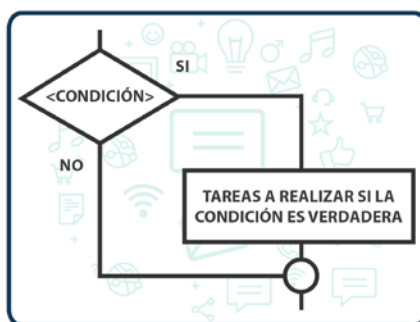 SI
<CONDICIÓN>
NO
TAREAS A REALIZAR SI LA
CONDICIÓN ES VERDADERA